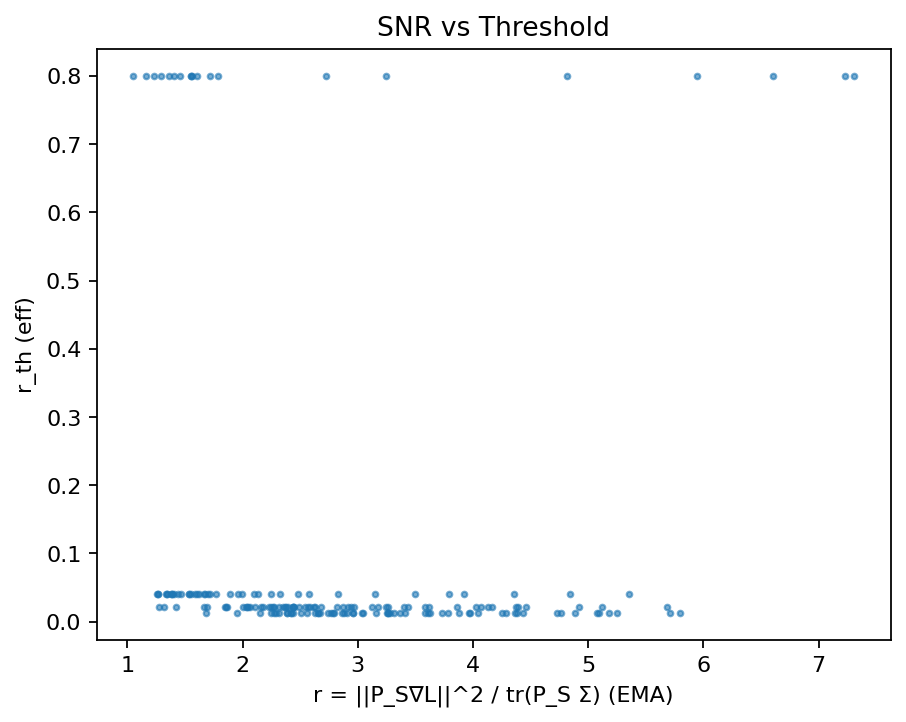 SNR vs Threshold
0.8
0.7
0.6
0.5
0.4
0.3
0.2
0.1
0.0
r_th (eff)
1 2 3 4 5 6 7
r = ||P_S∇L||^2 / tr(P_S Σ) (EMA)